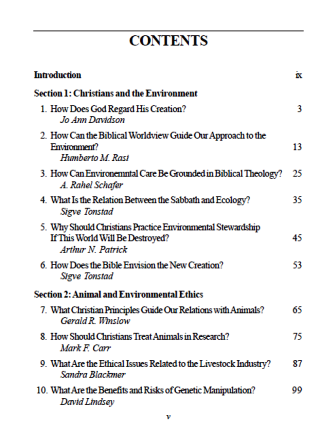 CONTENTS
Introduction ix
Section 1: Christians and the Environment
1. How Does God Regard His Creation? 3
Jo Ann Davidson
2. How Can the Biblical Worldview Guide Our Approach to the
Environment? 13
Humberto M. Rasi
3. How Can Environemntal Care Be Grounded in Biblical Theology? 25
A. Rahel Schafer
4. What Is the Relation Between the Sabbath and Ecology? 35
Sigve Tonstad
5. Why Should Christians Practice Environmental Stewardship
If This World Will Be Destroyed? 45
Arthur N. Patrick
6. How Does the Bible Envision the New Creation? 53
Sigve Tonstad
Section 2: Animal and Environmental Ethics
7. What Christian Principles Guide Our Relations with Animals? 65
Gerald R. Winslow
8. How Should Christians Treat Animals in Research? 75
Mark F. Carr
9. What Are the Ethical Issues Related to the Livestock Industry? 87
Sandra Blackmer
10. What Are the Benefits and Risks of Genetic Manipulation? 99
David Lindsey
v